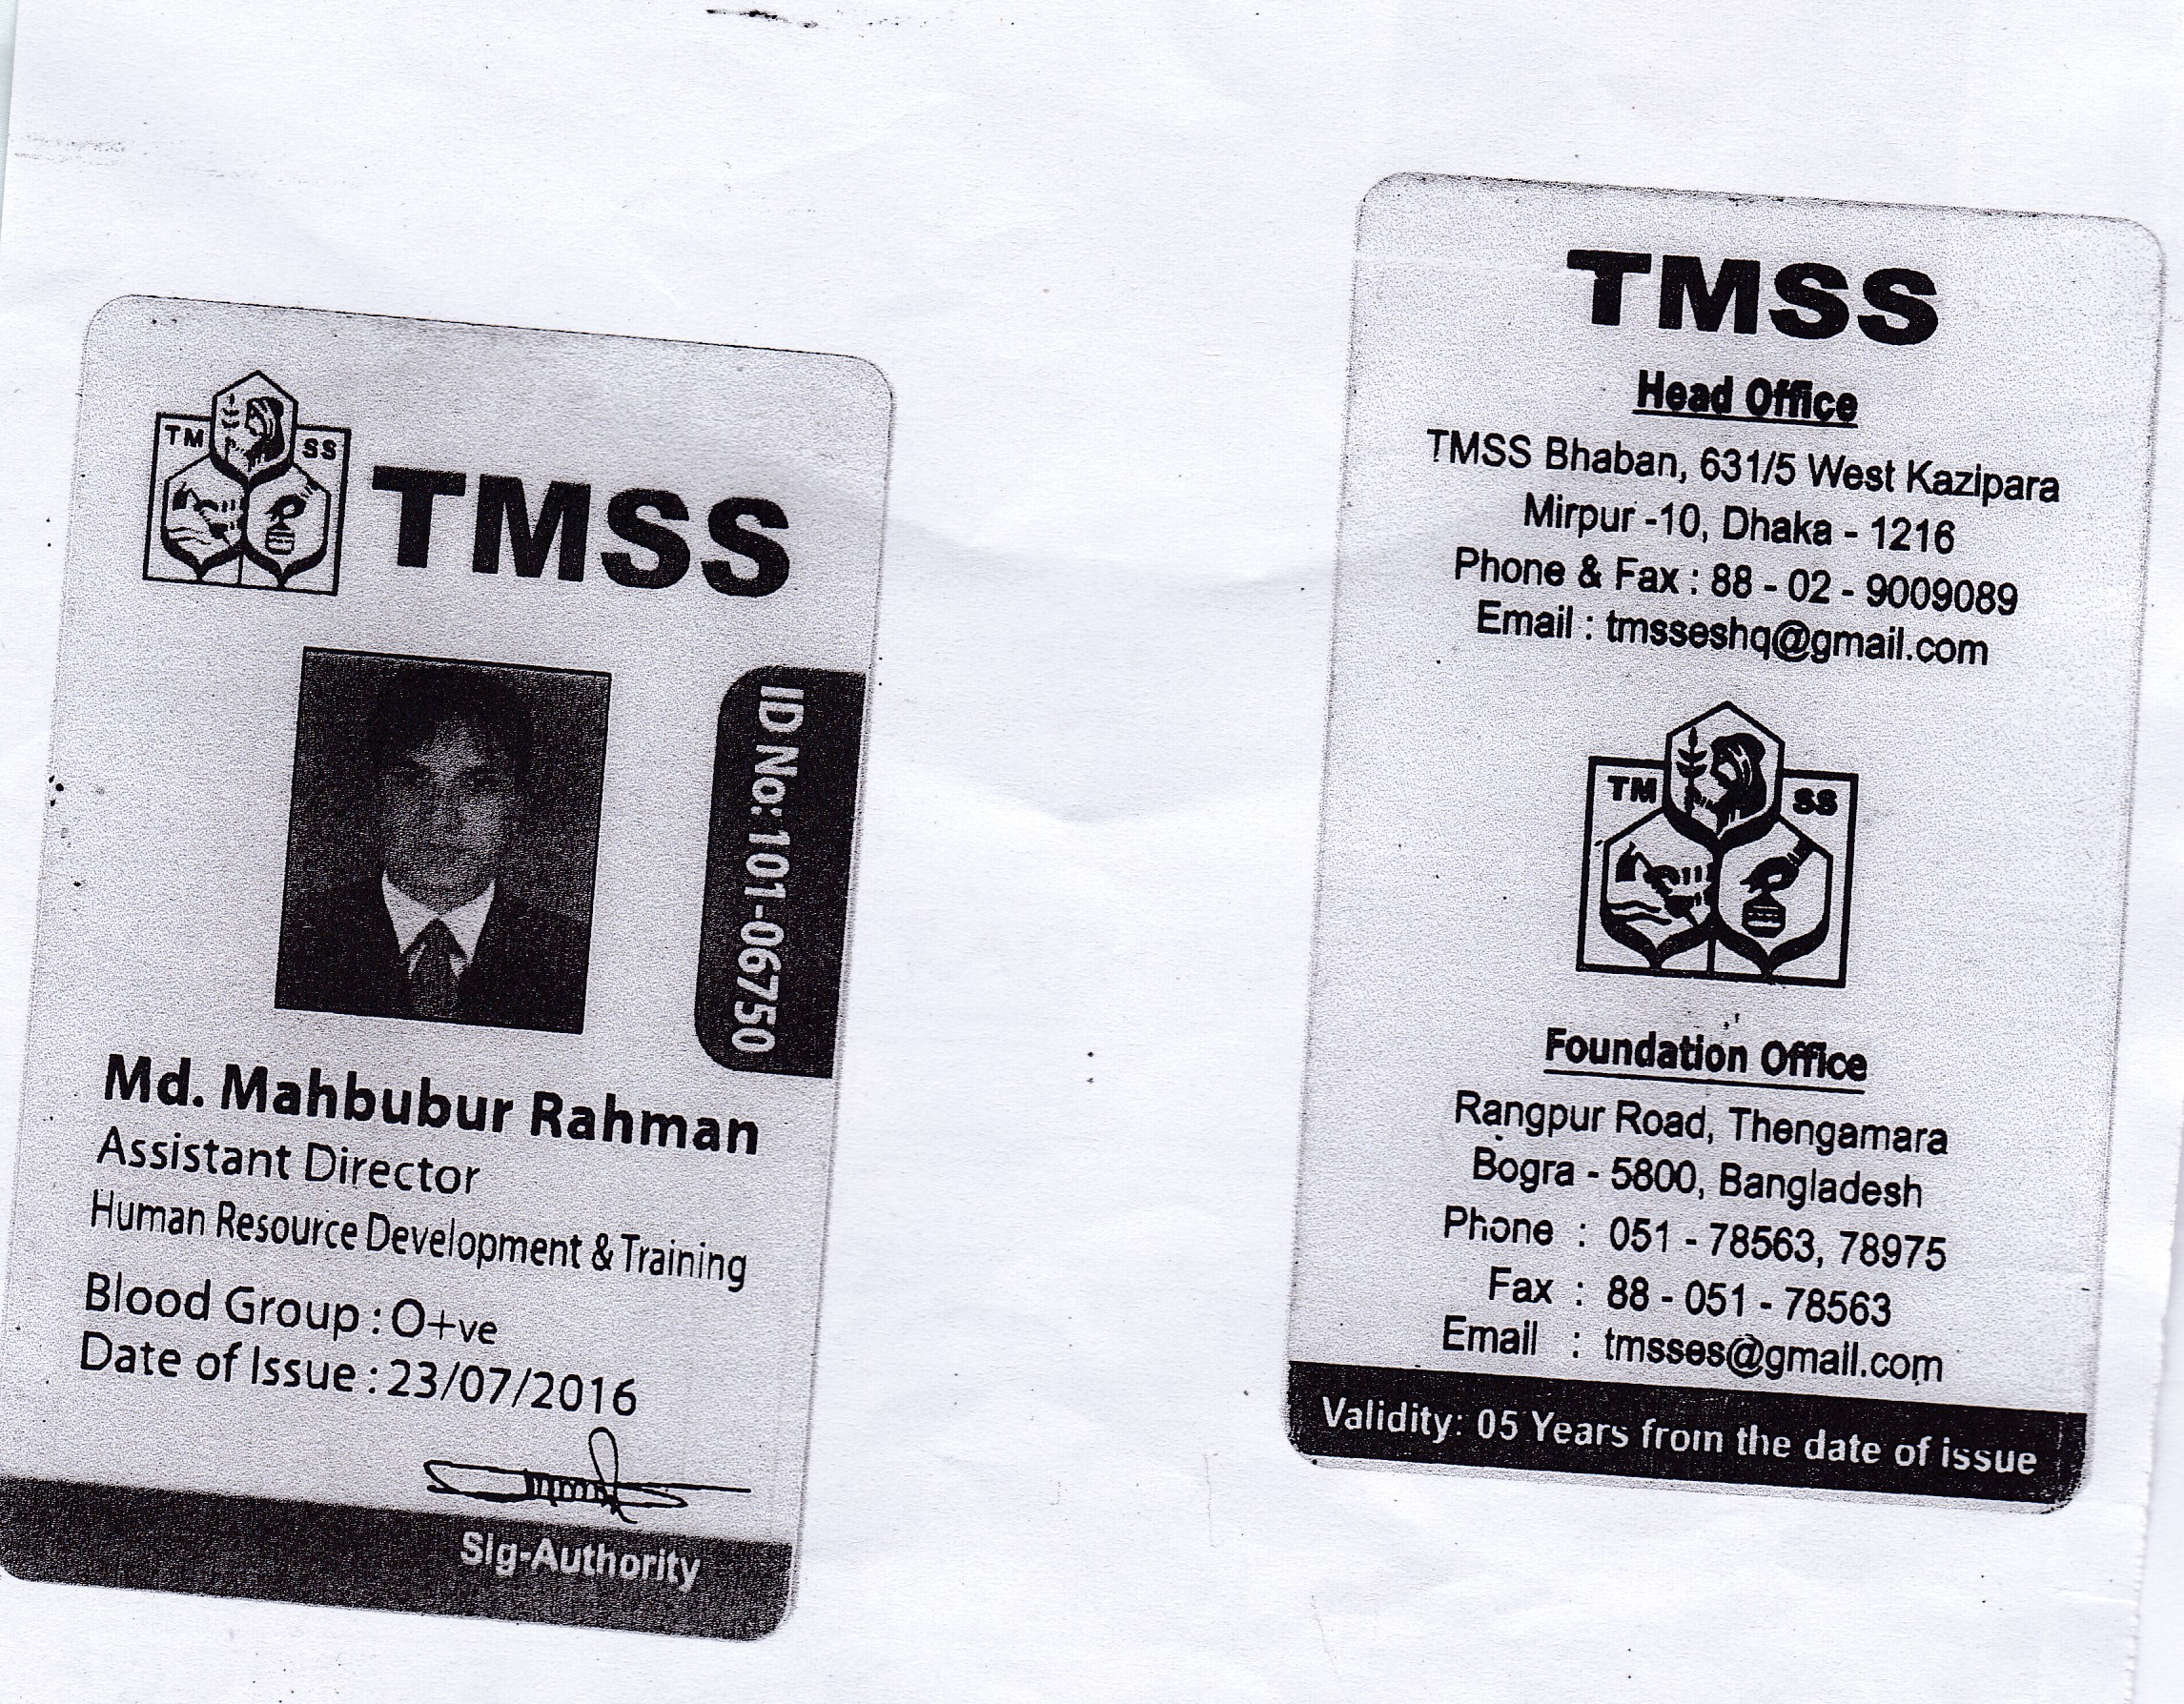 TM SS
TMSS
ID No: 101-06750
Md. Mahbubur Rahman
Assistant Director
Human Resource Development & Training
Blood Group : O+ve
Date of Issue : 23/07/2016
Sig-Authority
TMSS
Head Office
TMSS Bhaban, 631/5 West Kazipara
Mirpur -10, Dhaka - 1216
Phone & Fax : 88 - 02 - 9009089
Email : tmsseshq@gmail.com
TM SS
Foundation Office
Rangpur Road, Thengamara
Bogra - 5800, Bangladesh
Phone : 051 - 78563, 78975
Fax : 88 - 051 - 78563
Email : tmsses@gmail.com
Validity: 05 Years from the date of issue